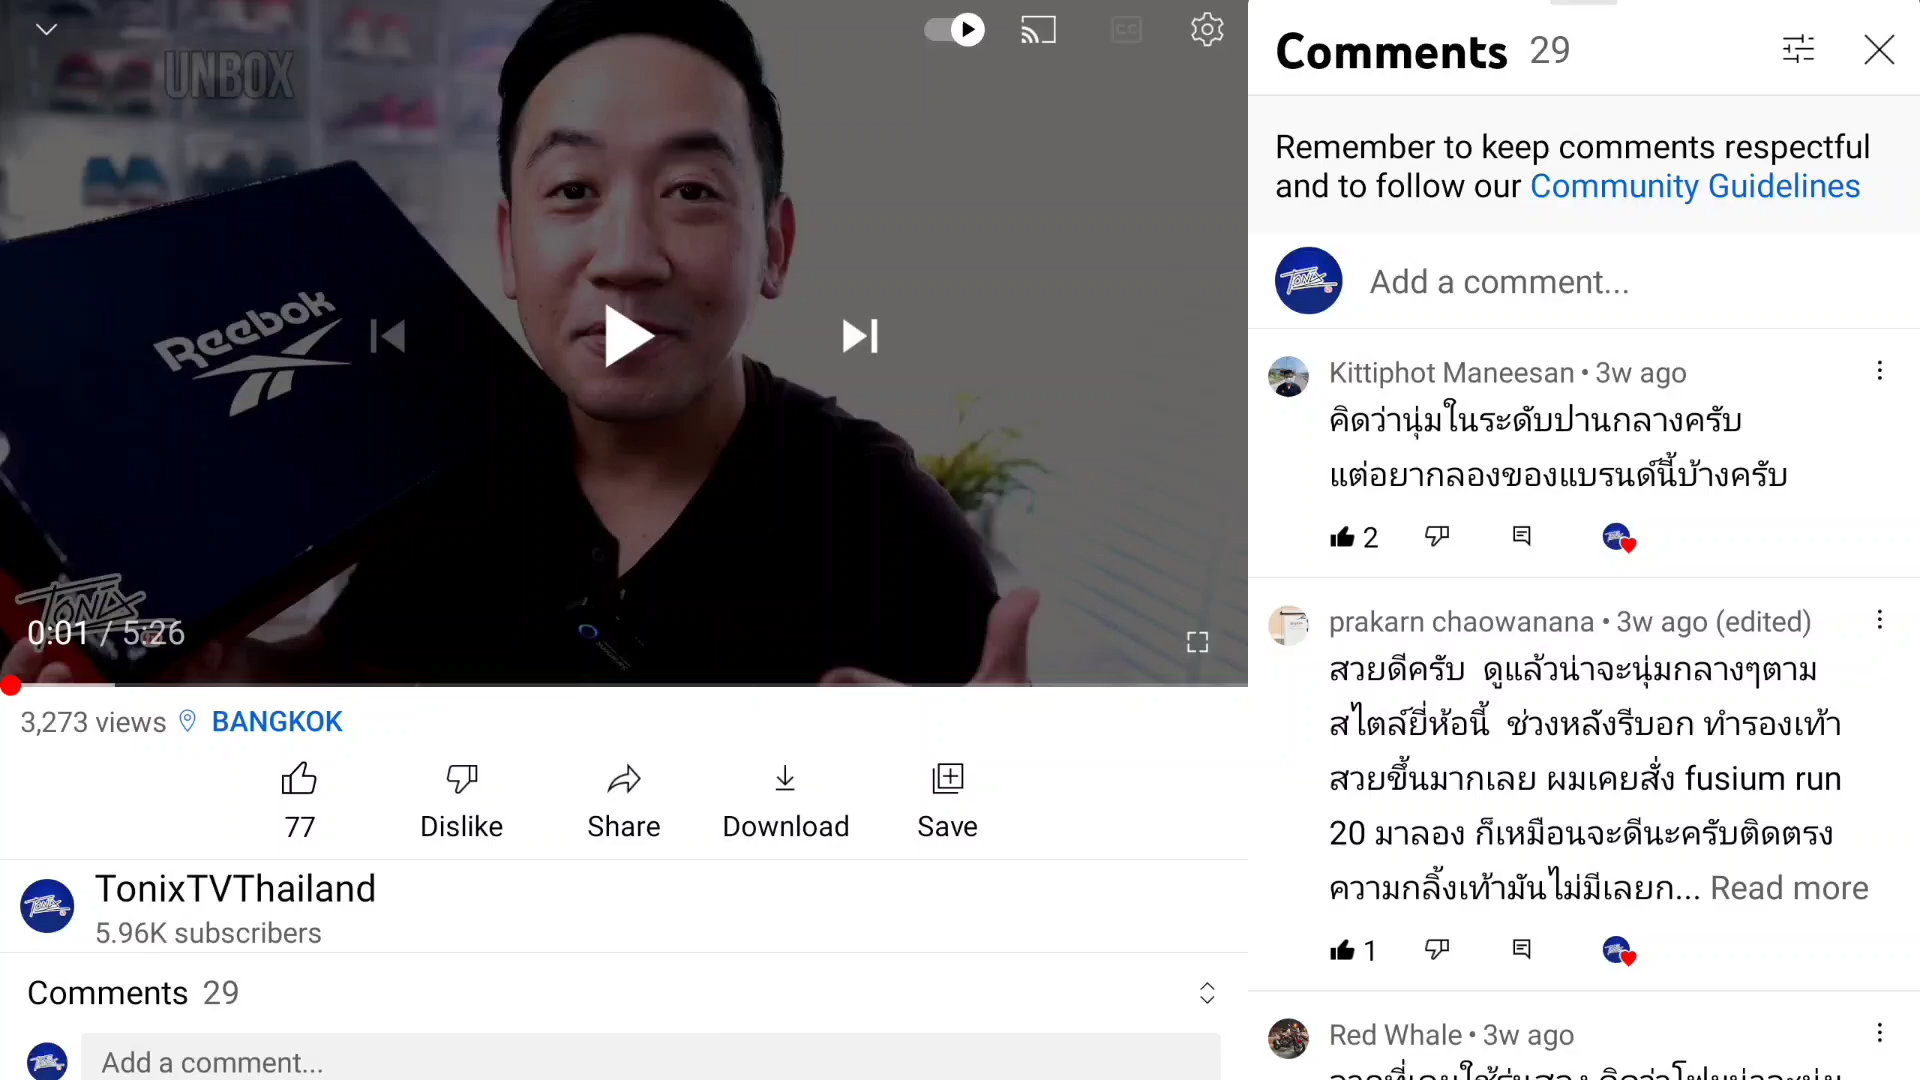 UNBOX
Reebok
TONIX
0:01 / 5:26
3,273 views BANGKOK
77
Dislike
Share
Download
Save
TonixTVThailand
5.96K subscribers
Comments 29
Add a comment...
Comments 29
Remember to keep comments respectful
and to follow our Community Guidelines
TONIX
Add a comment...
Kittiphot Maneesan • 3w ago
คิดว่านุ่มในระดับปานกลางครับ
แต่อยากลองของแบรนด์นี้บ้างครับ
2
prakarn chaowanana • 3w ago (edited)
สวยดีครับ ดูแล้วน่าจะนุ่มกลางๆตาม
สไตล์ยี่ห้อนี้ ช่วงหลังรีบอก ทำรองเท้า
สวยขึ้นมากเลย ผมเคยสั่ง fusium run
20 มาลอง ก็เหมือนจะดีนะครับติดตรง
ความกลิ้งเท้ามันไม่มีเลยก... Read more
1
Red Whale • 3w ago